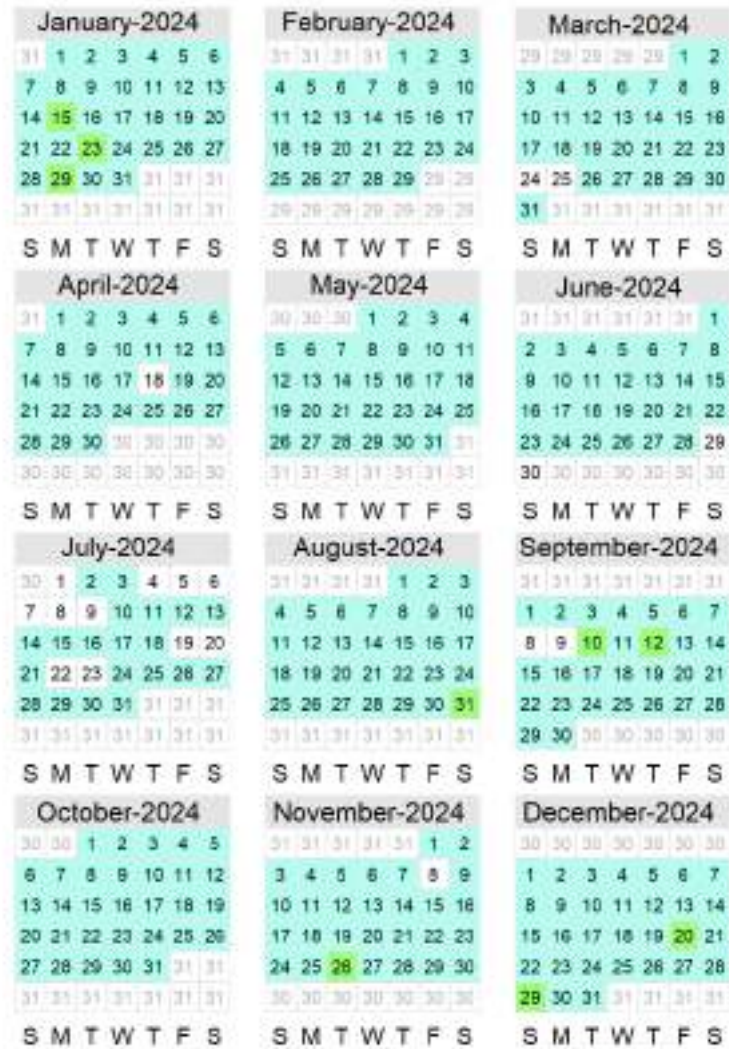 January-2024 February-2024 March-2024
31 1 2 3 4 5 6 31 31 31 31 1 2 3 29 29 29 29 29 1 2
7 8 9 10 11 12 13 4 5 6 7 8 9 10 3 4 5 6 7 8 9
14 15 16 17 18 19 20 11 12 13 14 15 16 17 10 11 12 13 14 15 16
21 22 23 24 25 26 27 18 19 20 21 22 23 24 17 18 19 20 21 22 23
28 29 30 31 31 31 31 25 26 27 28 29 29 29 24 25 26 27 28 29 30
31 31 31 31 31 31 31 29 29 29 29 29 29 29 31 31 31 31 31 31 31
S M T W T F S S M T W T F S S M T W T F S
April-2024 May-2024 June-2024
31 1 2 3 4 5 6 30 30 30 1 2 3 4 31 31 31 31 31 31 1
7 8 9 10 11 12 13 5 6 7 8 9 10 11 2 3 4 5 6 7 8
14 15 16 17 18 19 20 12 13 14 15 16 17 18 9 10 11 12 13 14 15
21 22 23 24 25 26 27 19 20 21 22 23 24 25 16 17 18 19 20 21 22
28 29 30 30 30 30 30 26 27 28 29 30 31 31 23 24 25 26 27 28 29
30 30 30 30 30 30 30 31 31 31 31 31 31 31 30 30 30 30 30 30 30
S M T W T F S S M T W T F S S M T W T F S
July-2024 August-2024 September-2024
30 1 2 3 4 5 6 31 31 31 31 1 2 3 31 31 31 31 31 31 31
7 8 9 10 11 12 13 4 5 6 7 8 9 10 1 2 3 4 5 6 7
14 15 16 17 18 19 20 11 12 13 14 15 16 17 8 9 10 11 12 13 14
21 22 23 24 25 26 27 18 19 20 21 22 23 24 15 16 17 18 19 20 21
28 29 30 31 31 31 31 25 26 27 28 29 30 31 22 23 24 25 26 27 28
31 31 31 31 31 31 31 31 31 31 31 31 31 31 29 30 30 30 30 30 30
S M T W T F S S M T W T F S S M T W T F S
October-2024 November-2024 December-2024
30 30 1 2 3 4 5 31 31 31 31 31 1 2 30 30 30 30 30 30 30
6 7 8 9 10 11 12 3 4 5 6 7 8 9 1 2 3 4 5 6 7
13 14 15 16 17 18 19 10 11 12 13 14 15 16 8 9 10 11 12 13 14
20 21 22 23 24 25 26 17 18 19 20 21 22 23 15 16 17 18 19 20 21
27 28 29 30 31 31 31 24 25 26 27 28 29 30 22 23 24 25 26 27 28
31 31 31 31 31 31 31 30 30 30 30 30 30 30 29 30 31 31 31 31 31
S M T W T F S S M T W T F S S M T W T F S